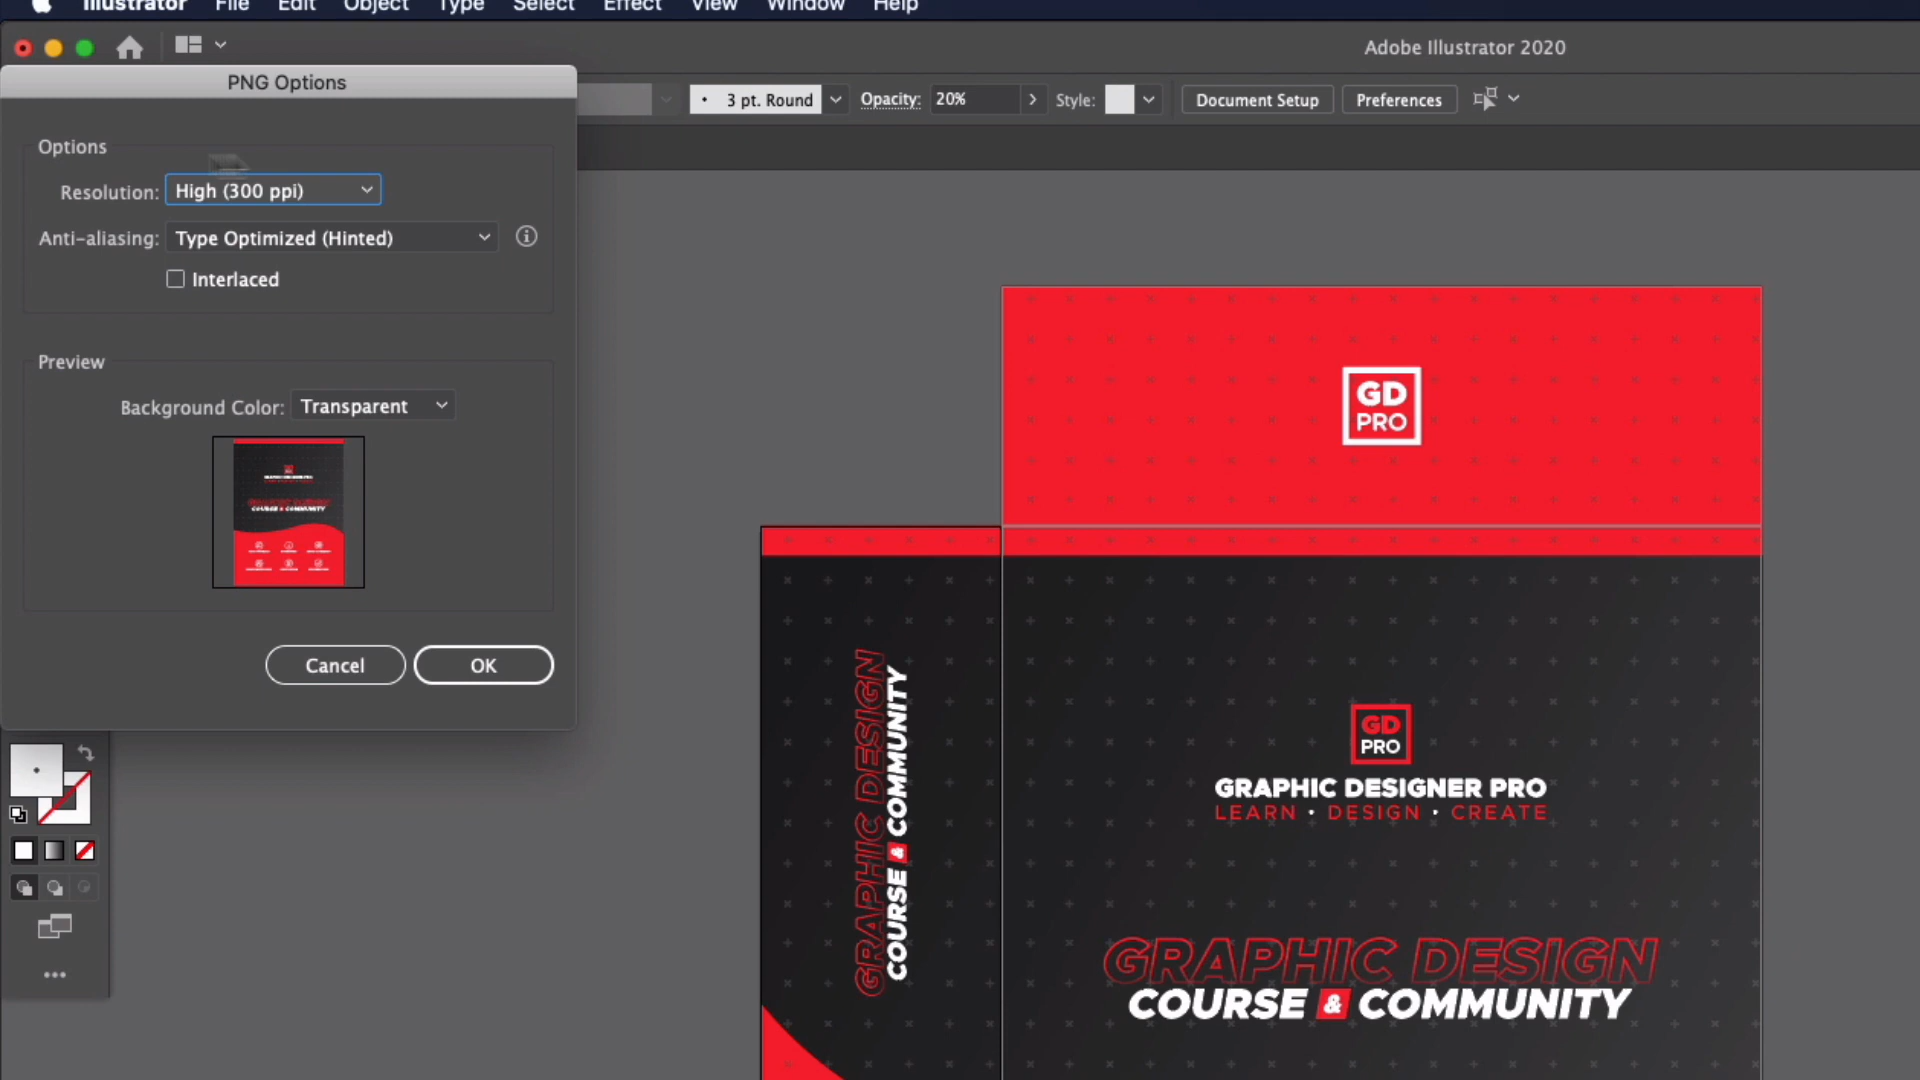 Illustrator File Edit Object Type Select Effect View Window Help
Adobe Illustrator 2020
PNG Options
3 pt. Round
Opacity: 20%
Style:
Document Setup
Preferences
Options
Resolution: High (300 ppi)
Anti-aliasing: Type Optimized (Hinted)
Interlaced
Preview
Background Color: Transparent
COURSE & COMMUNITY
Cancel
OK
GD
PRO
GRAPHIC DESIGN
COURSE & COMMUNITY
GD
PRO
GRAPHIC DESIGNER PRO
LEARN • DESIGN • CREATE
GRAPHIC DESIGN
COURSE & COMMUNITY